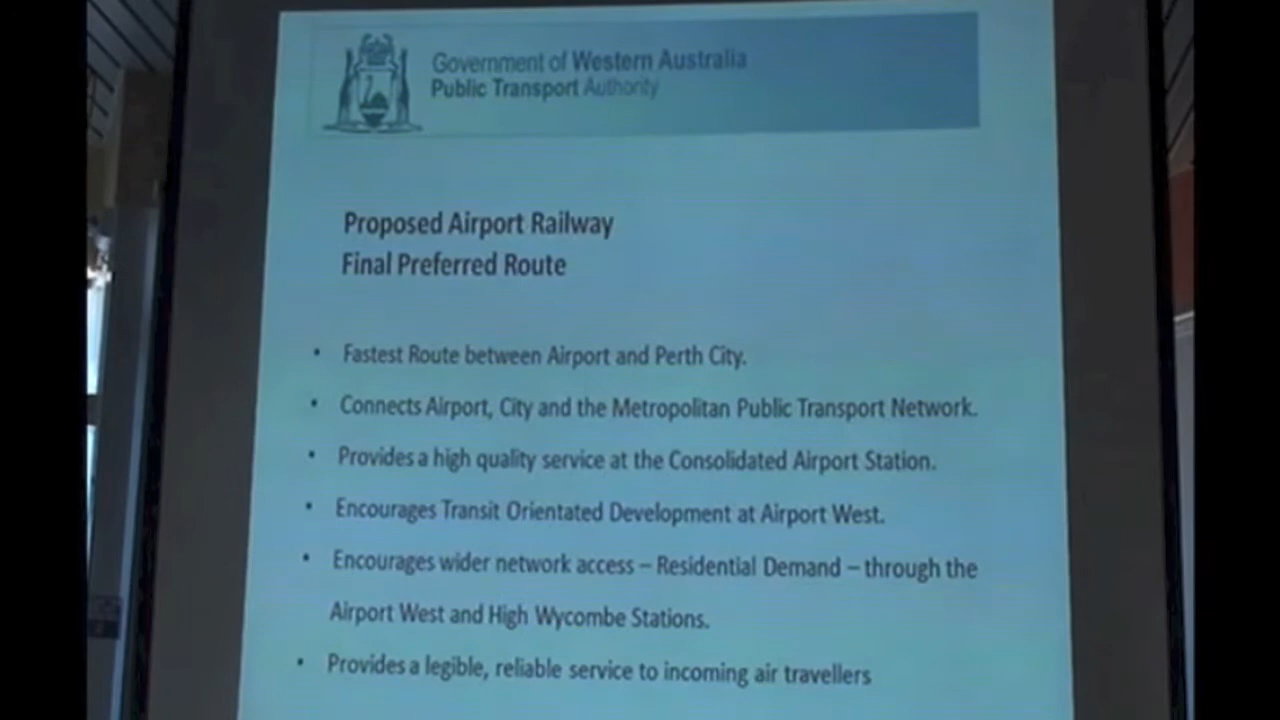 Government of Western Australia
Public Transport Authority
Proposed Airport Railway
Final Preferred Route
• Fastest Route between Airport and Perth City.
• Connects Airport, City and the Metropolitan Public Transport Network.
• Provides a high quality service at the Consolidated Airport Station.
• Encourages Transit Orientated Development at Airport West.
• Encourages wider network access – Residential Demand – through the
Airport West and High Wycombe Stations.
• Provides a legible, reliable service to incoming air travellers